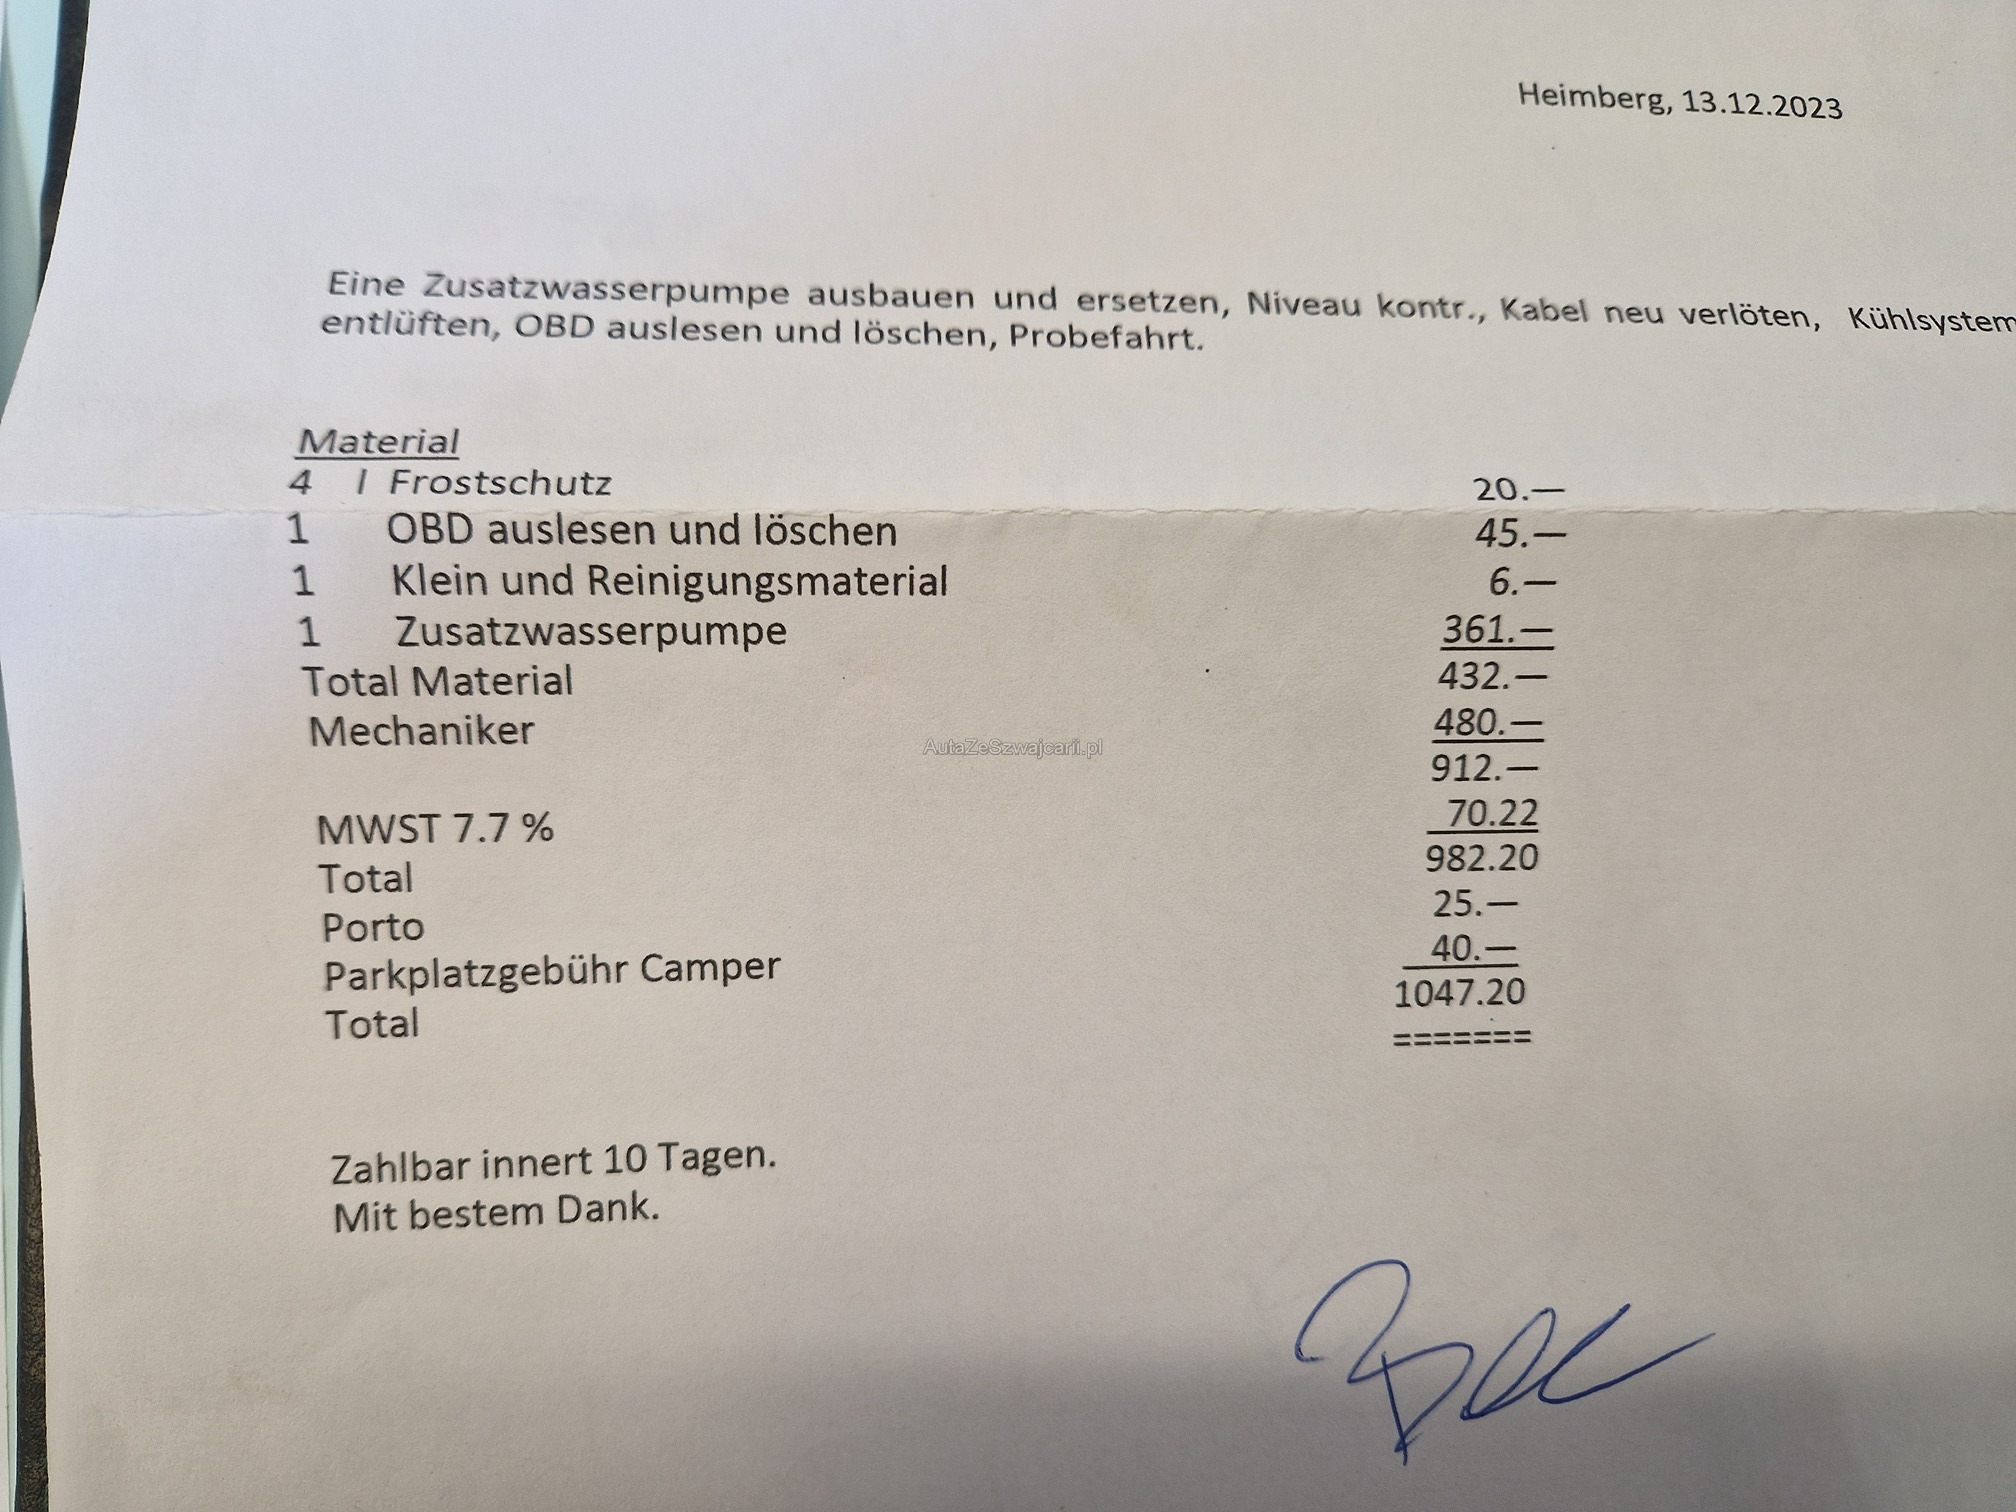 Heimberg, 13.12.2023
Eine Zusatzwasserpumpe ausbauen und ersetzen, Niveau kontr., Kabel neu verlöten, Kühlsystem
entlüften, OBD auslesen und löschen, Probefahrt.
Material
4 l Frostschutz 20.—
1 OBD auslesen und löschen 45.—
1 Klein und Reinigungsmaterial 6.—
1 Zusatzwasserpumpe 361.—
Total Material 432.—
Mechaniker 480.—
912.—
MWST 7.7 % 70.22
Total 982.20
Porto 25.—
Parkplatzgebühr Camper 40.—
Total 1047.20
=======
AutaZeSzwajcarii.pl
Zahlbar innert 10 Tagen.
Mit bestem Dank.